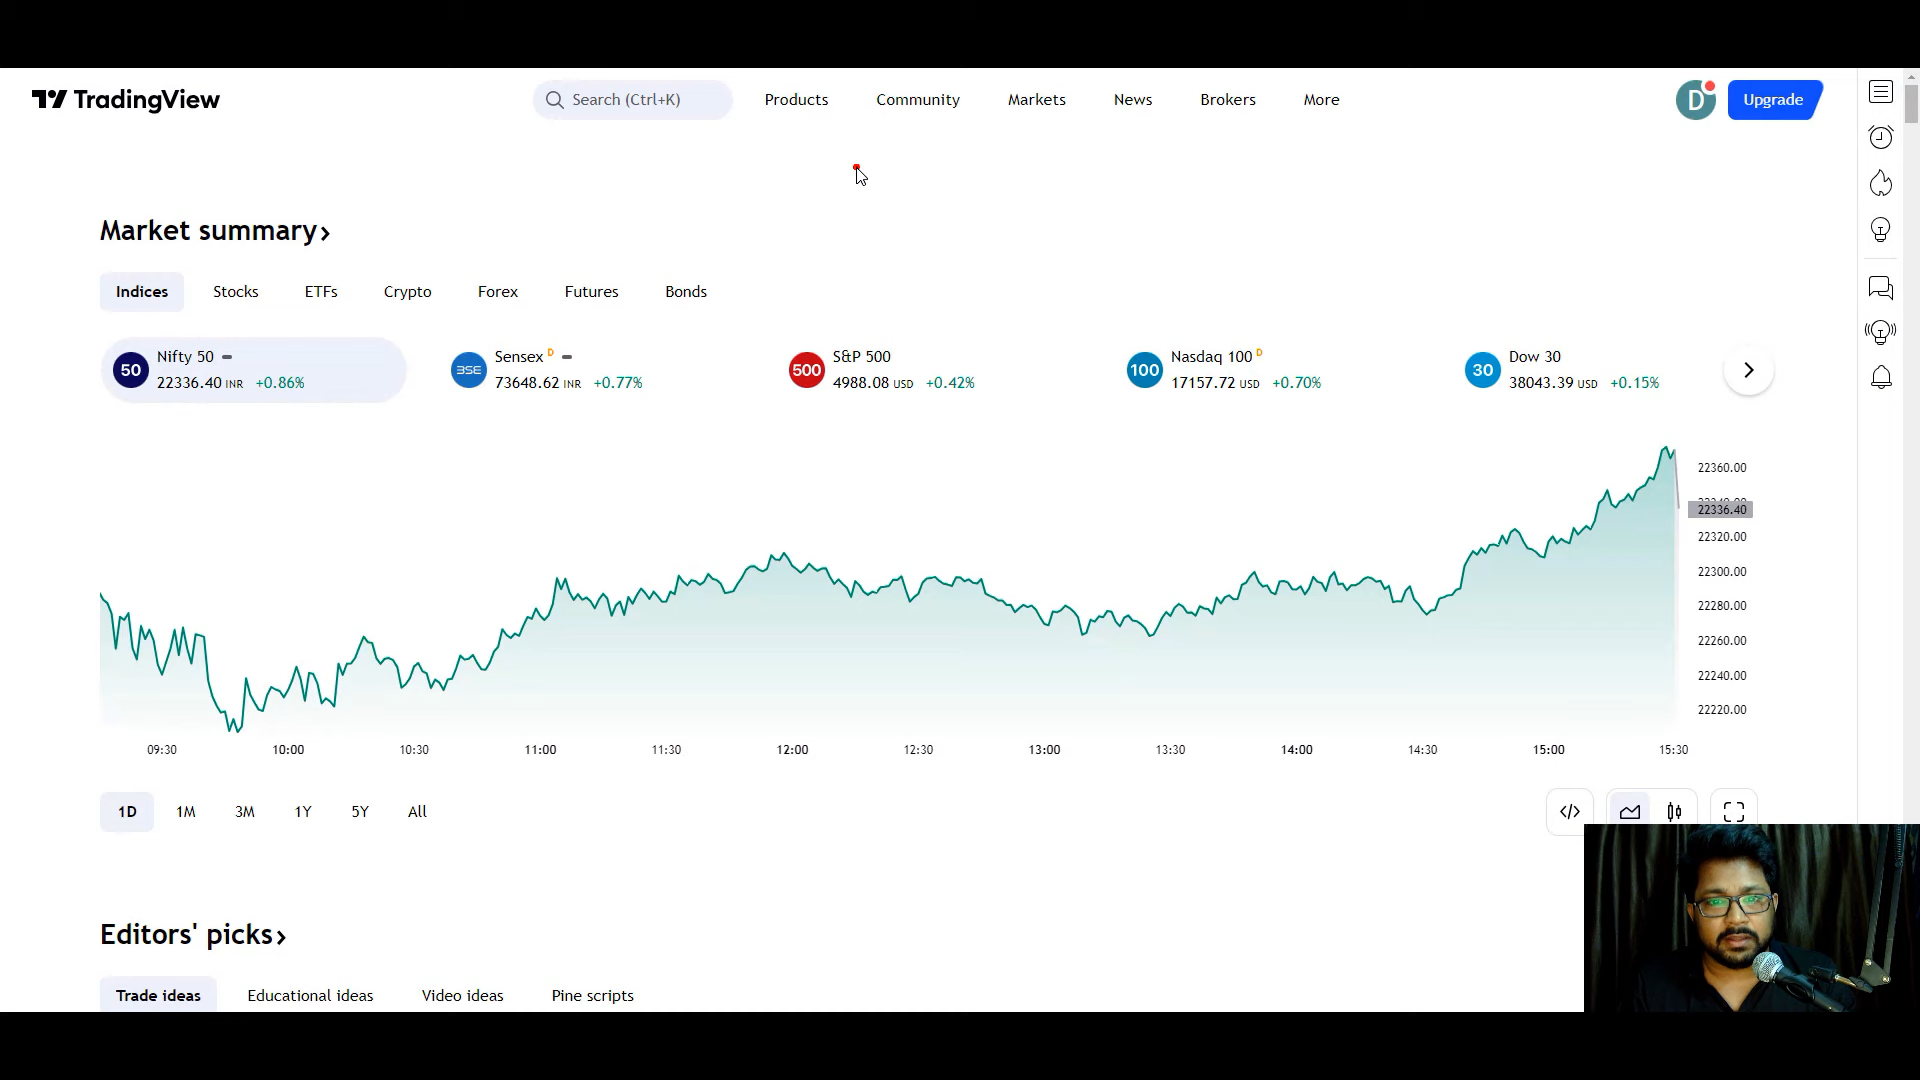 TradingView
Search (Ctrl+K)
Products
Community
Markets
News
Brokers
More
D
Upgrade
Market summary
Indices
Stocks
ETFs
Crypto
Forex
Futures
Bonds
50
Nifty 50
22336.40 INR +0.86%
BSE
Sensex D
73648.62 INR +0.77%
500
S&P 500
4988.08 USD +0.42%
100
Nasdaq 100 D
17157.72 USD +0.70%
30
Dow 30
38043.39 USD +0.15%
22360.00
22336.40
22320.00
22300.00
22280.00
22260.00
22240.00
22220.00
09:30
10:00
10:30
11:00
11:30
12:00
12:30
13:00
13:30
14:00
14:30
15:00
15:30
1D
1M
3M
1Y
5Y
All
Editors' picks
Trade ideas
Educational ideas
Video ideas
Pine scripts